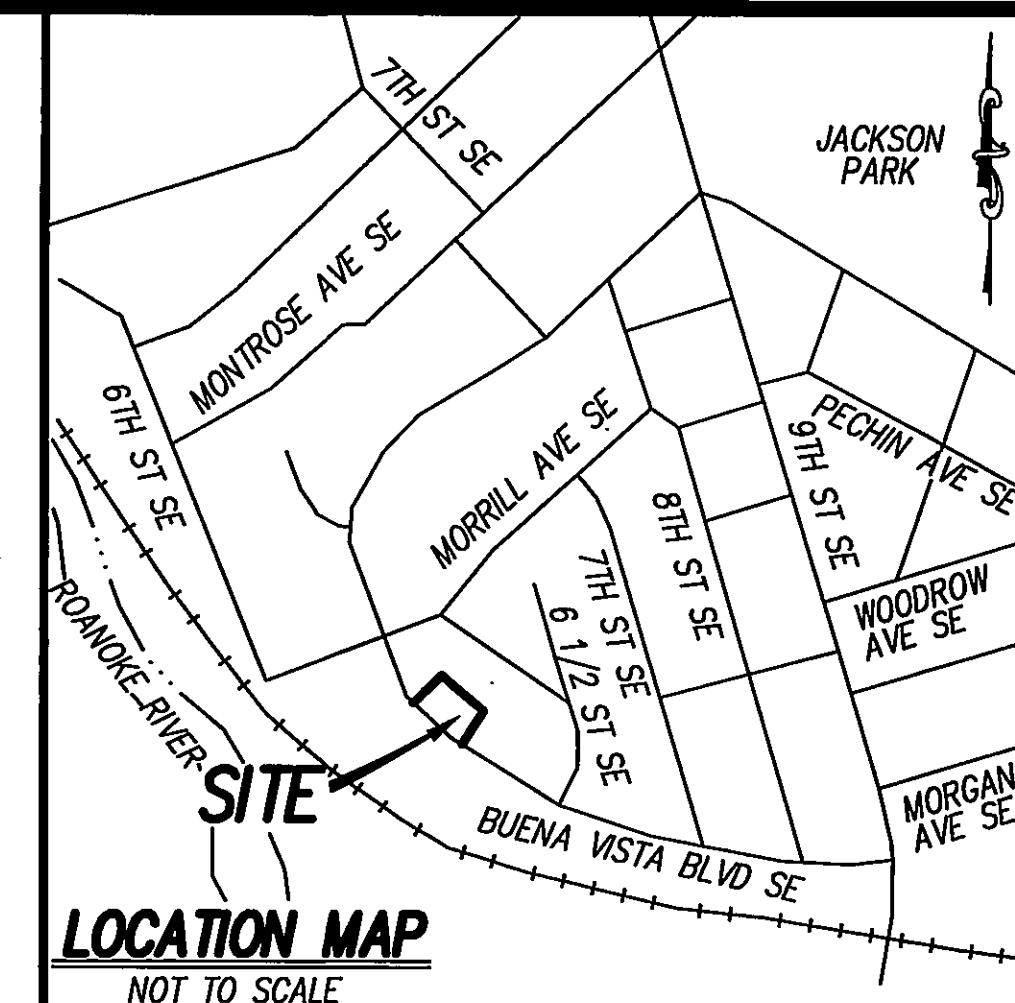 7TH ST SE
JACKSON
PARK
MONTROSE AVE SE
6TH ST SE
MORRILL AVE SE
PECHIN AVE SE
9TH ST SE
8TH ST SE
7TH ST SE
6 1/2 ST SE
WOODROW
AVE SE
ROANOKE RIVER
SITE
MORGAN
AVE SE
BUENA VISTA BLVD SE
LOCATION MAP
NOT TO SCALE